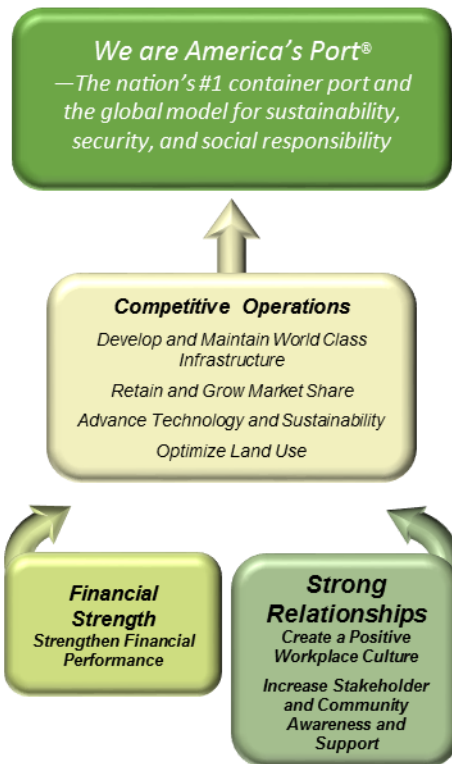 We are America's Port®
—The nation's #1 container port and
the global model for sustainability,
security, and social responsibility
Competitive Operations
Develop and Maintain World Class
Infrastructure
Retain and Grow Market Share
Advance Technology and Sustainability
Optimize Land Use
Financial
Strength
Strengthen Financial
Performance
Strong
Relationships
Create a Positive
Workplace Culture
Increase Stakeholder
and Community
Awareness and
Support